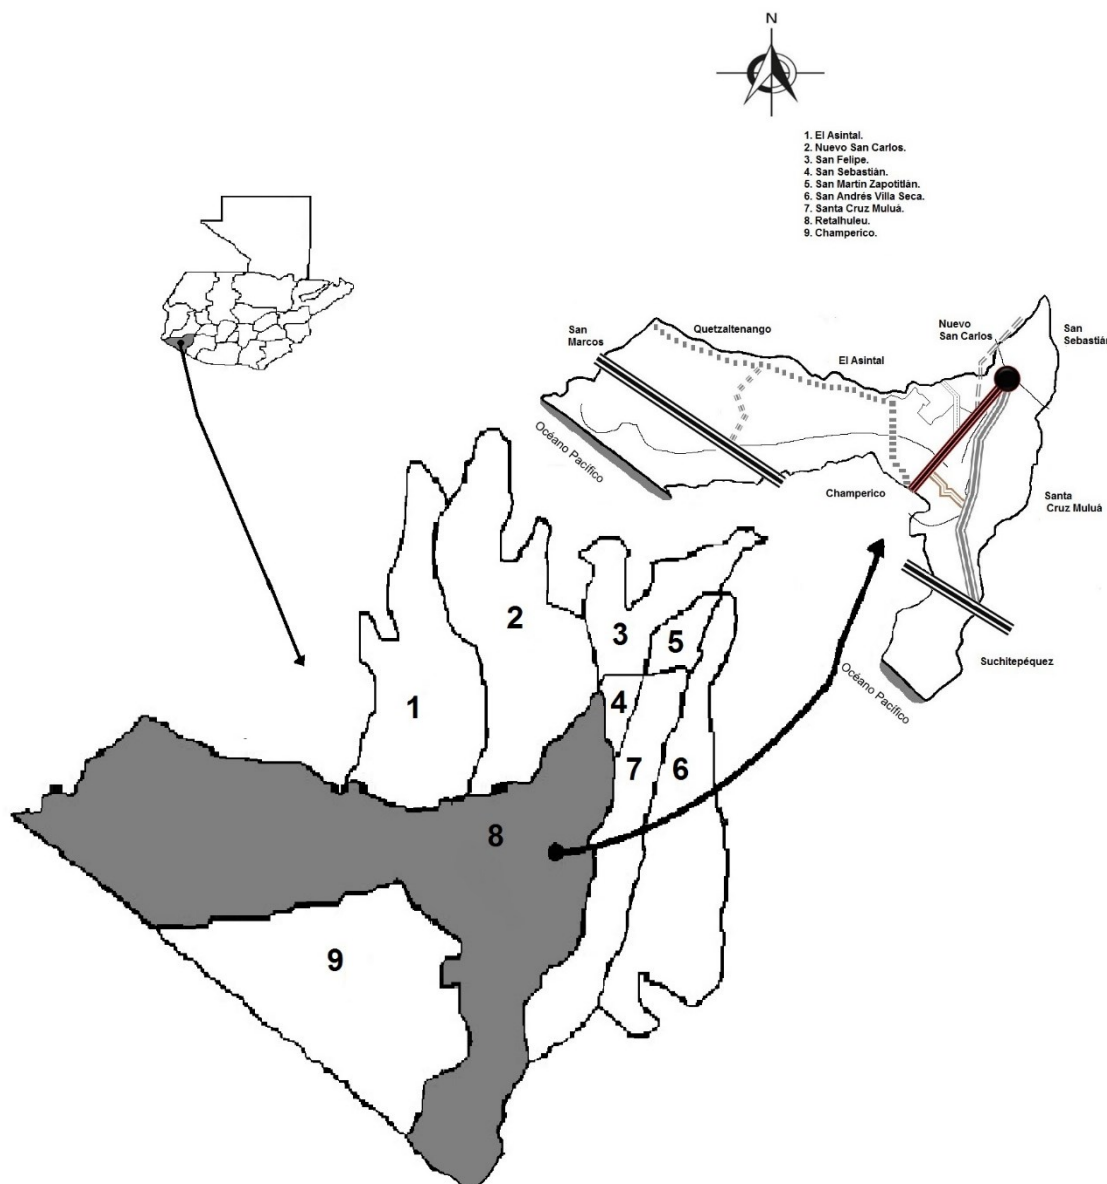 N
1. El Asintal.
2. Nuevo San Carlos.
3. San Felipe.
4. San Sebastián.
5. San Martín Zapotitlán.
6. San Andrés Villa Seca.
7. Santa Cruz Muluá.
8. Retalhuleu.
9. Champerico.
San
Marcos
Quetzaltenango
El Asintal
Nuevo
San Carlos
San
Sebastián
Océano Pacífico
Champerico
Santa
Cruz Muluá
Suchitepéquez
Océano Pacífico
1
2
3
5
4
7
6
8
9